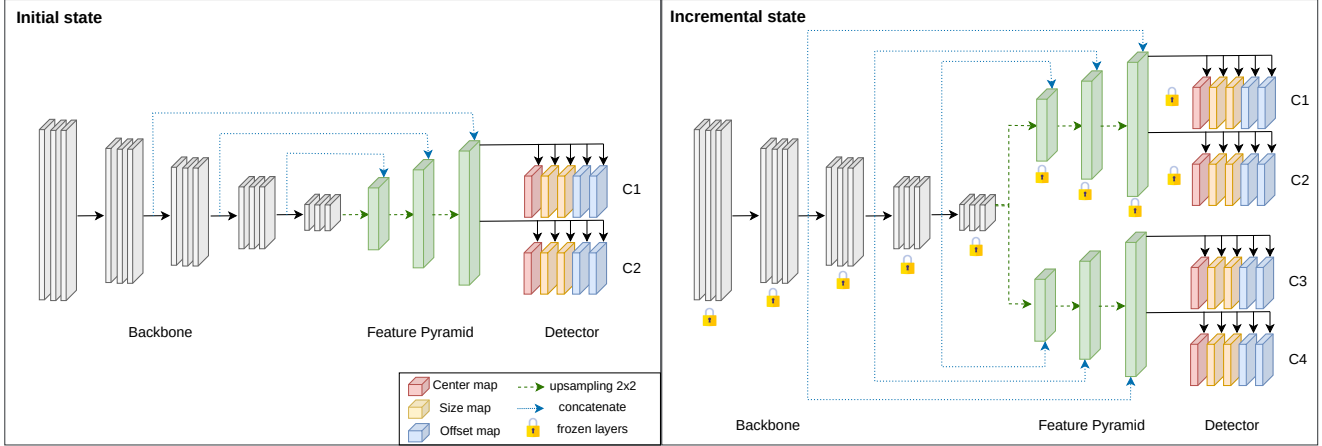 Initial state
C1
C2
Backbone
Feature Pyramid
Detector
Center map
Size map
Offset map
upsampling 2x2
concatenate
frozen layers
Incremental state
C1
C2
C3
C4
Backbone
Feature Pyramid
Detector